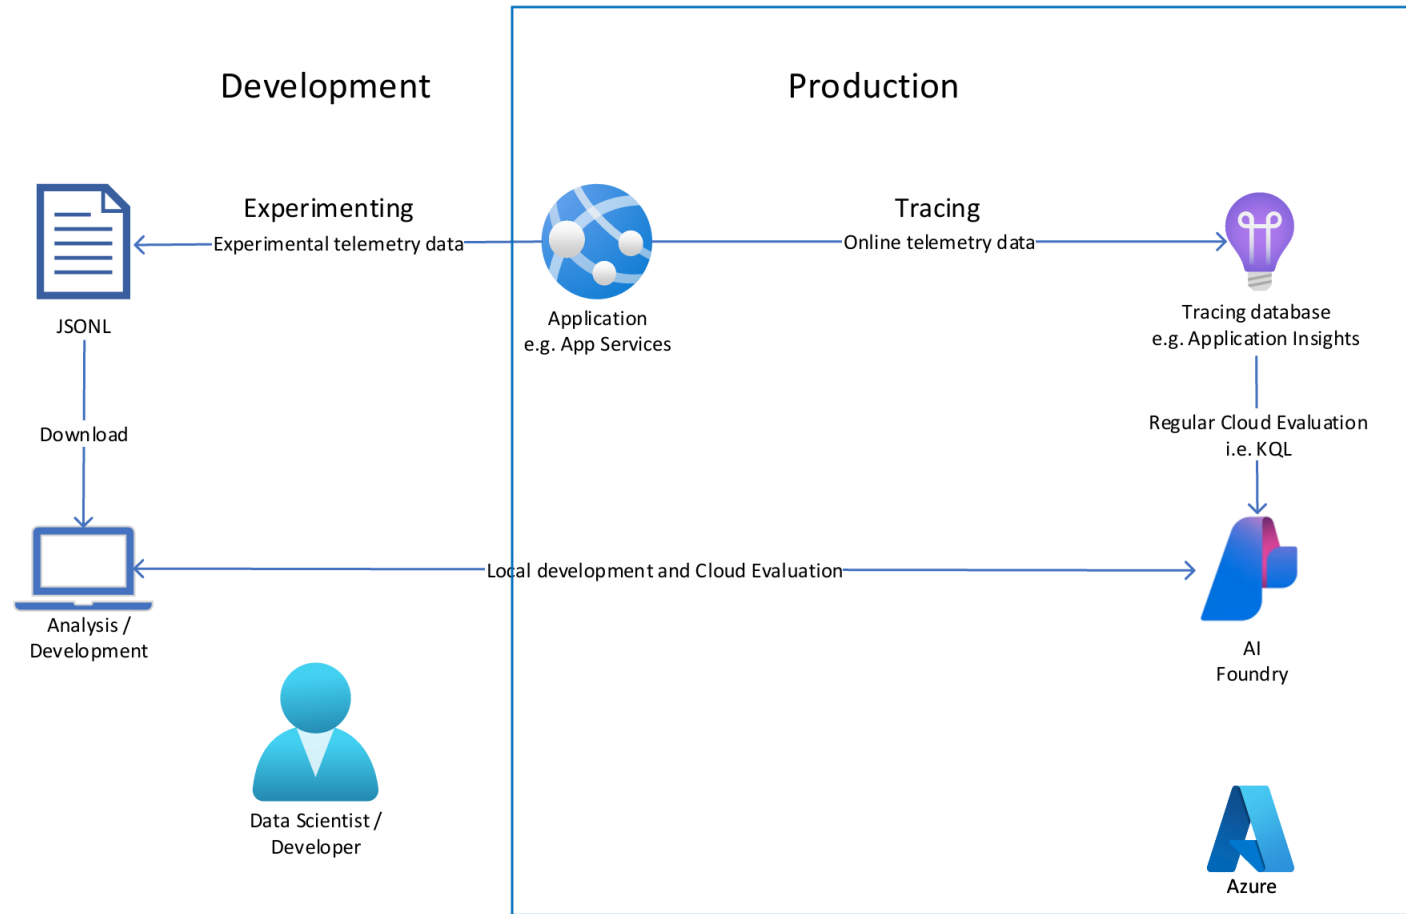 Development
Production
Experimenting
Experimental telemetry data
Tracing
Online telemetry data
JSONL
Application
e.g. App Services
Tracing database
e.g. Application Insights
Download
Regular Cloud Evaluation
i.e. KQL
Local development and Cloud Evaluation
Analysis /
Development
AI
Foundry
Data Scientist /
Developer
Azure